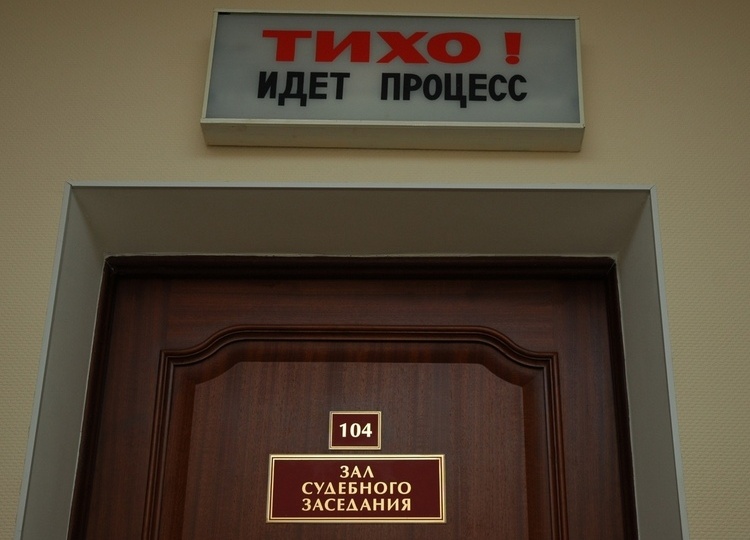 ТИХО !
ИДЕТ ПРОЦЕСС
104
ЗАЛ
СУДЕБНОГО
ЗАСЕДАНИЯ